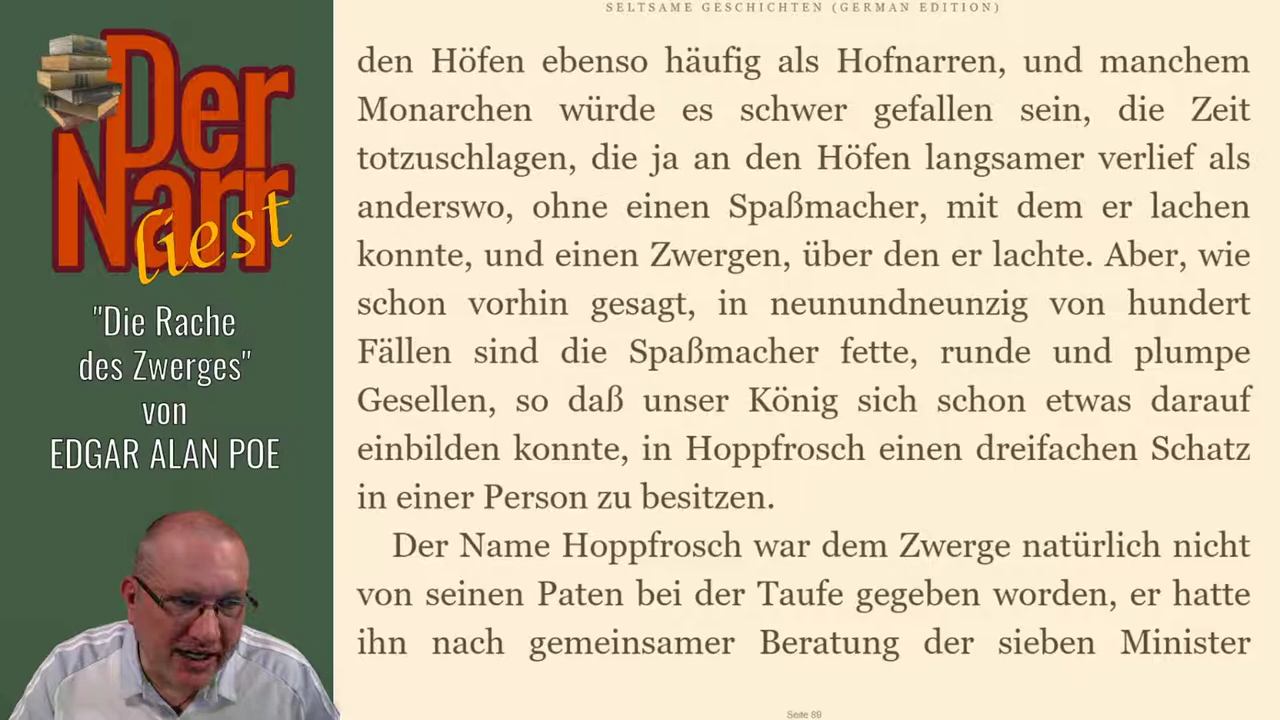 Der
Narr
liest
"Die Rache
des Zwerges"
von
EDGAR ALAN POE
SELTSAME GESCHICHTEN (GERMAN EDITION)
den Höfen ebenso häufig als Hofnarren, und manchem
Monarchen würde es schwer gefallen sein, die Zeit
totzuschlagen, die ja an den Höfen langsamer verlief als
anderswo, ohne einen Spaßmacher, mit dem er lachen
konnte, und einen Zwergen, über den er lachte. Aber, wie
schon vorhin gesagt, in neunundneunzig von hundert
Fällen sind die Spaßmacher fette, runde und plumpe
Gesellen, so daß unser König sich schon etwas darauf
einbilden konnte, in Hoppfrosch einen dreifachen Schatz
in einer Person zu besitzen.
Der Name Hoppfrosch war dem Zwerge natürlich nicht
von seinen Paten bei der Taufe gegeben worden, er hatte
ihn nach gemeinsamer Beratung der sieben Minister
Seite 89